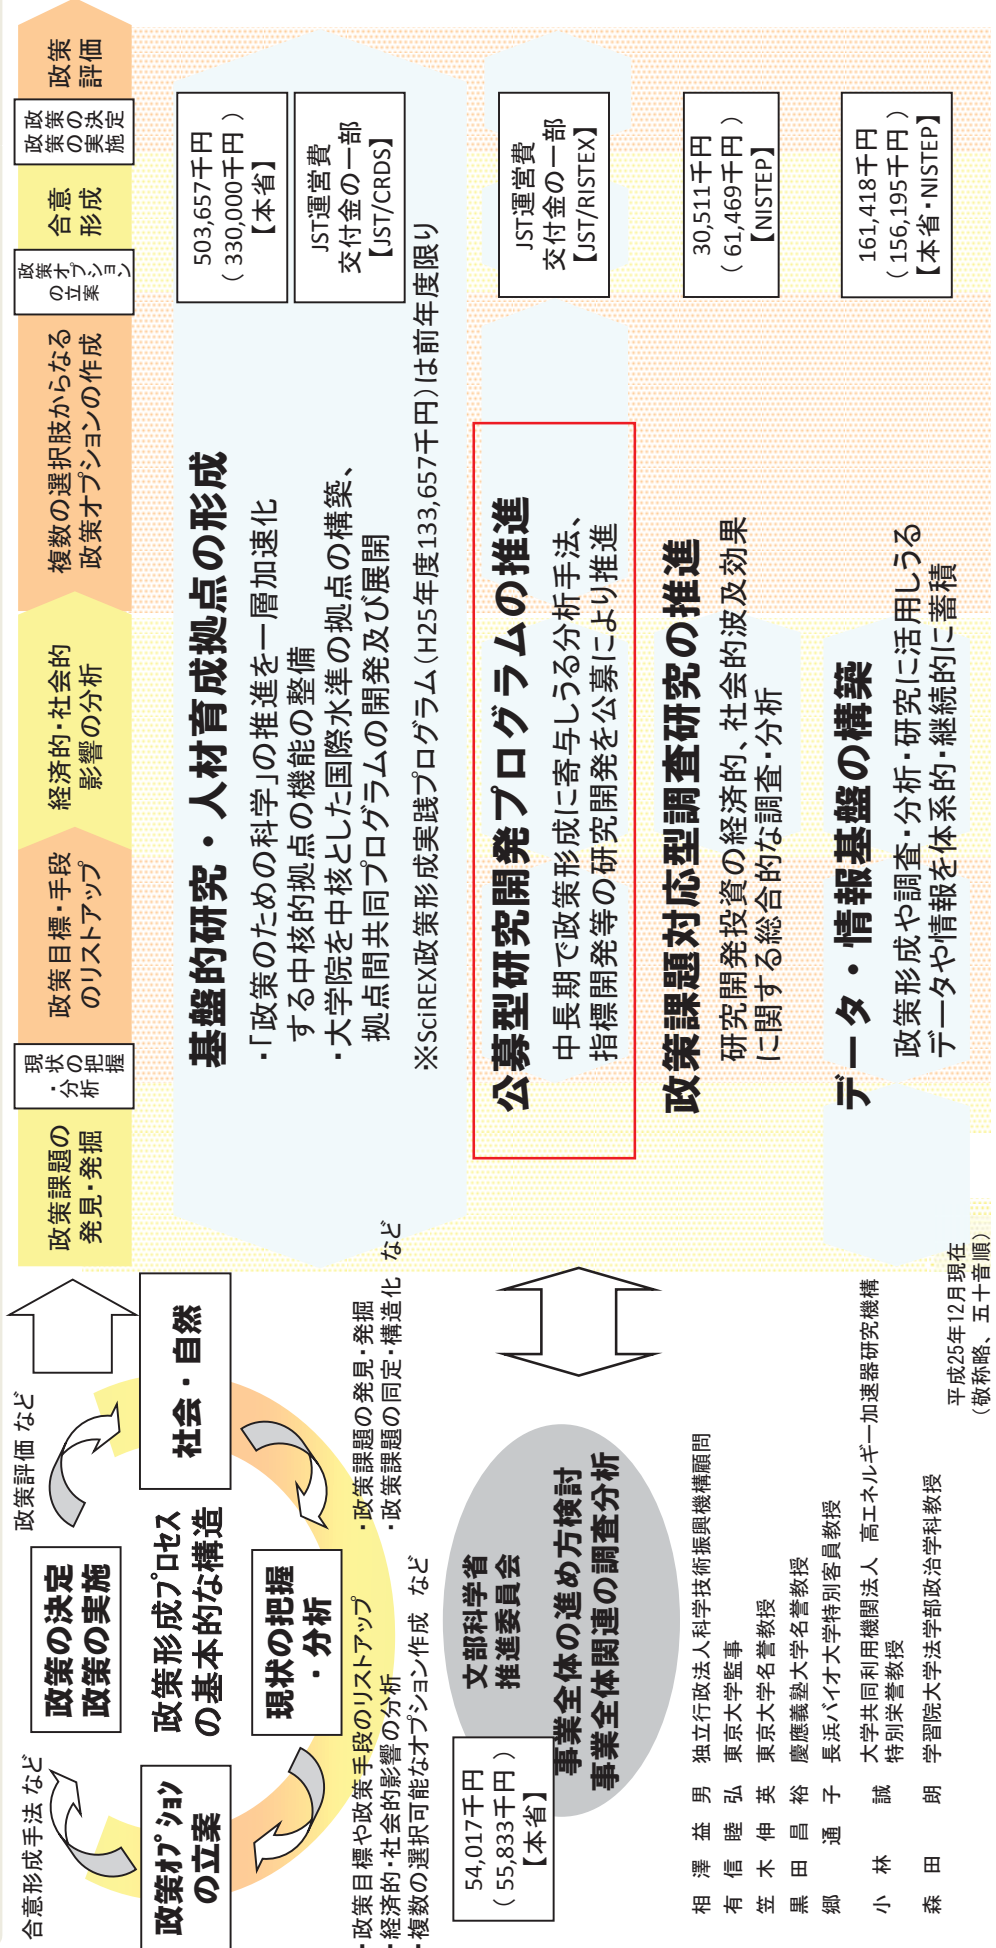 合意形成手法 など
政策評価 など
政策の決定
政策の実施
政策オプション
の立案
政策形成プロセス
の基本的な構造
社会・自然
現状の把握
・分析
・政策目標や政策手段のリストアップ
・経済的・社会的影響の分析
・複数の選択可能なオプション作成 など
・政策課題の発見・発掘
・政策課題の同定・構造化 など
54,017千円
( 55,833千円 )
【本省】
文部科学省
推進委員会
事業全体の進め方検討
事業全体関連の調査分析
相 澤 益 男 独立行政法人科学技術振興機構顧問
有 信 睦 弘 東京大学監事
笠 木 伸 英 東京大学名誉教授
黒 田 昌 裕 慶應義塾大学名誉教授
郷 通 子 長浜バイオ大学特別客員教授
小 林 誠 大学共同利用機関法人 高エネルギー加速器研究機構
特別栄誉教授
森 田 朗 学習院大学法学部政治学科教授
平成25年12月現在
(敬称略、五十音順)
政策課題の
発見・発掘
現状の把握
・分析
政策目標・手段
のリストアップ
経済的・社会的
影響の分析
複数の選択肢からなる
政策オプションの作成
政策オプション
の立案
合意
形成
政策の決定
政策の実施
政策
評価
基盤的研究・人材育成拠点の形成
・「政策のための科学」の推進を一層加速化
する中核的拠点の機能の整備
・大学院を中核とした国際水準の拠点の構築、
拠点間共同プログラムの開発及び展開
※SciREX政策形成実践プログラム(H25年度133,657千円)は前年度限り
503,657千円
( 330,000千円 )
【本省】
JST運営費
交付金の一部
【JST/CRDS】
公募型研究開発プログラムの推進
中長期で政策形成に寄与しうる分析手法、
指標開発等の研究開発を公募により推進
JST運営費
交付金の一部
【JST/RISTEX】
政策課題対応型調査研究の推進
研究開発投資の経済的、社会的波及効果
に関する総合的な調査・分析
30,511千円
( 61,469千円 )
【NISTEP】
データ・情報基盤の構築
政策形成や調査・分析・研究に活用しうる
データや情報を体系的・継続的に蓄積
161,418千円
( 156,195千円 )
【本省・NISTEP】